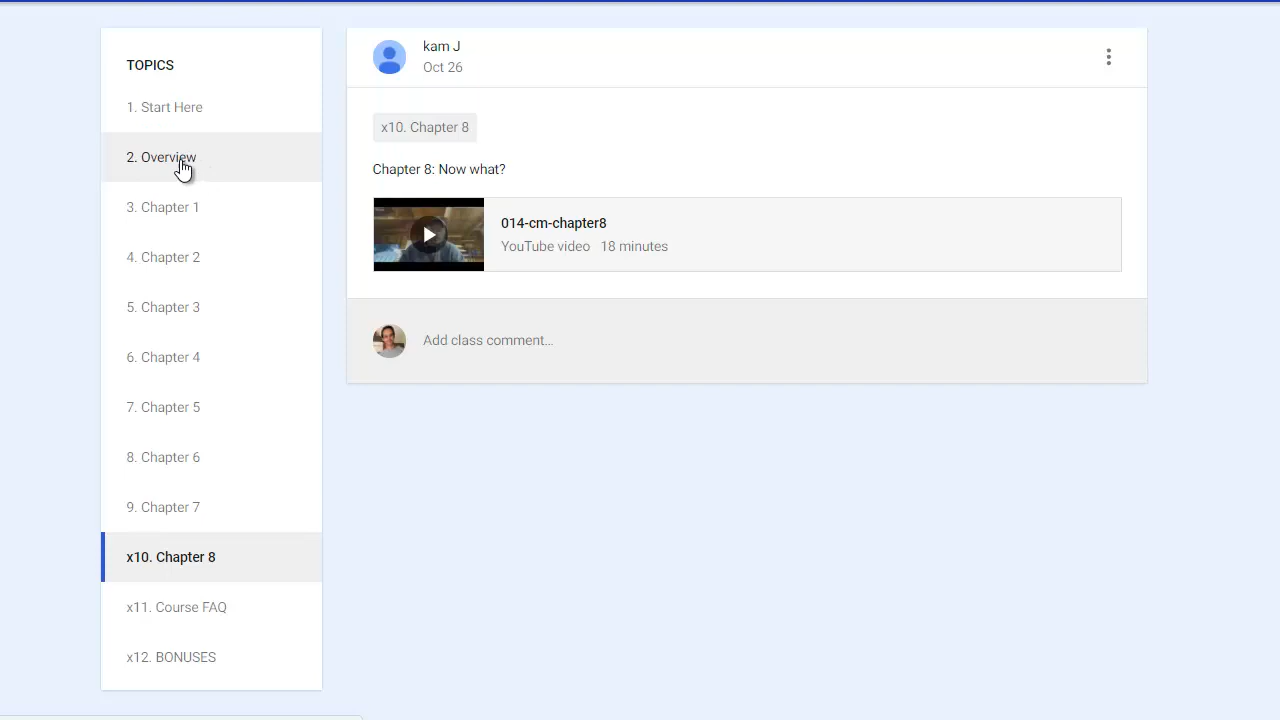 TOPICS
1. Start Here
2. Overview
3. Chapter 1
4. Chapter 2
5. Chapter 3
6. Chapter 4
7. Chapter 5
8. Chapter 6
9. Chapter 7
x10. Chapter 8
x11. Course FAQ
x12. BONUSES
kam J
Oct 26
x10. Chapter 8
Chapter 8: Now what?
014-cm-chapter8
YouTube video 18 minutes
Add class comment...